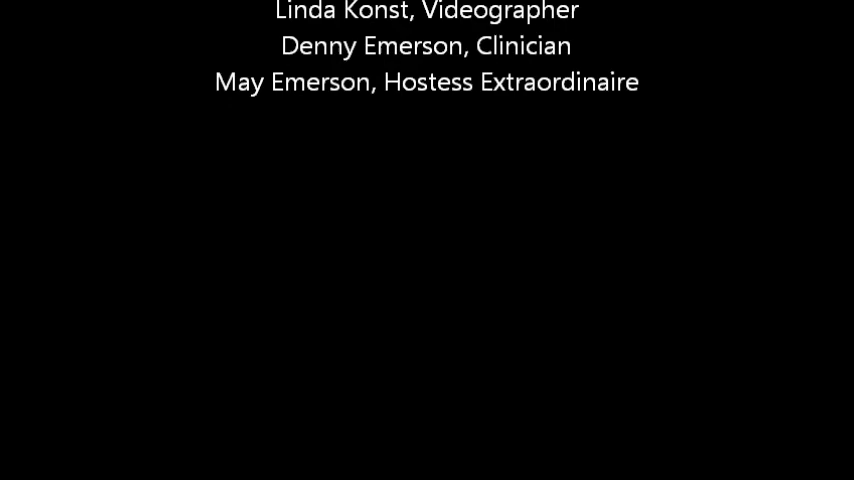 Linda Konst, Videographer
Denny Emerson, Clinician
May Emerson, Hostess Extraordinaire